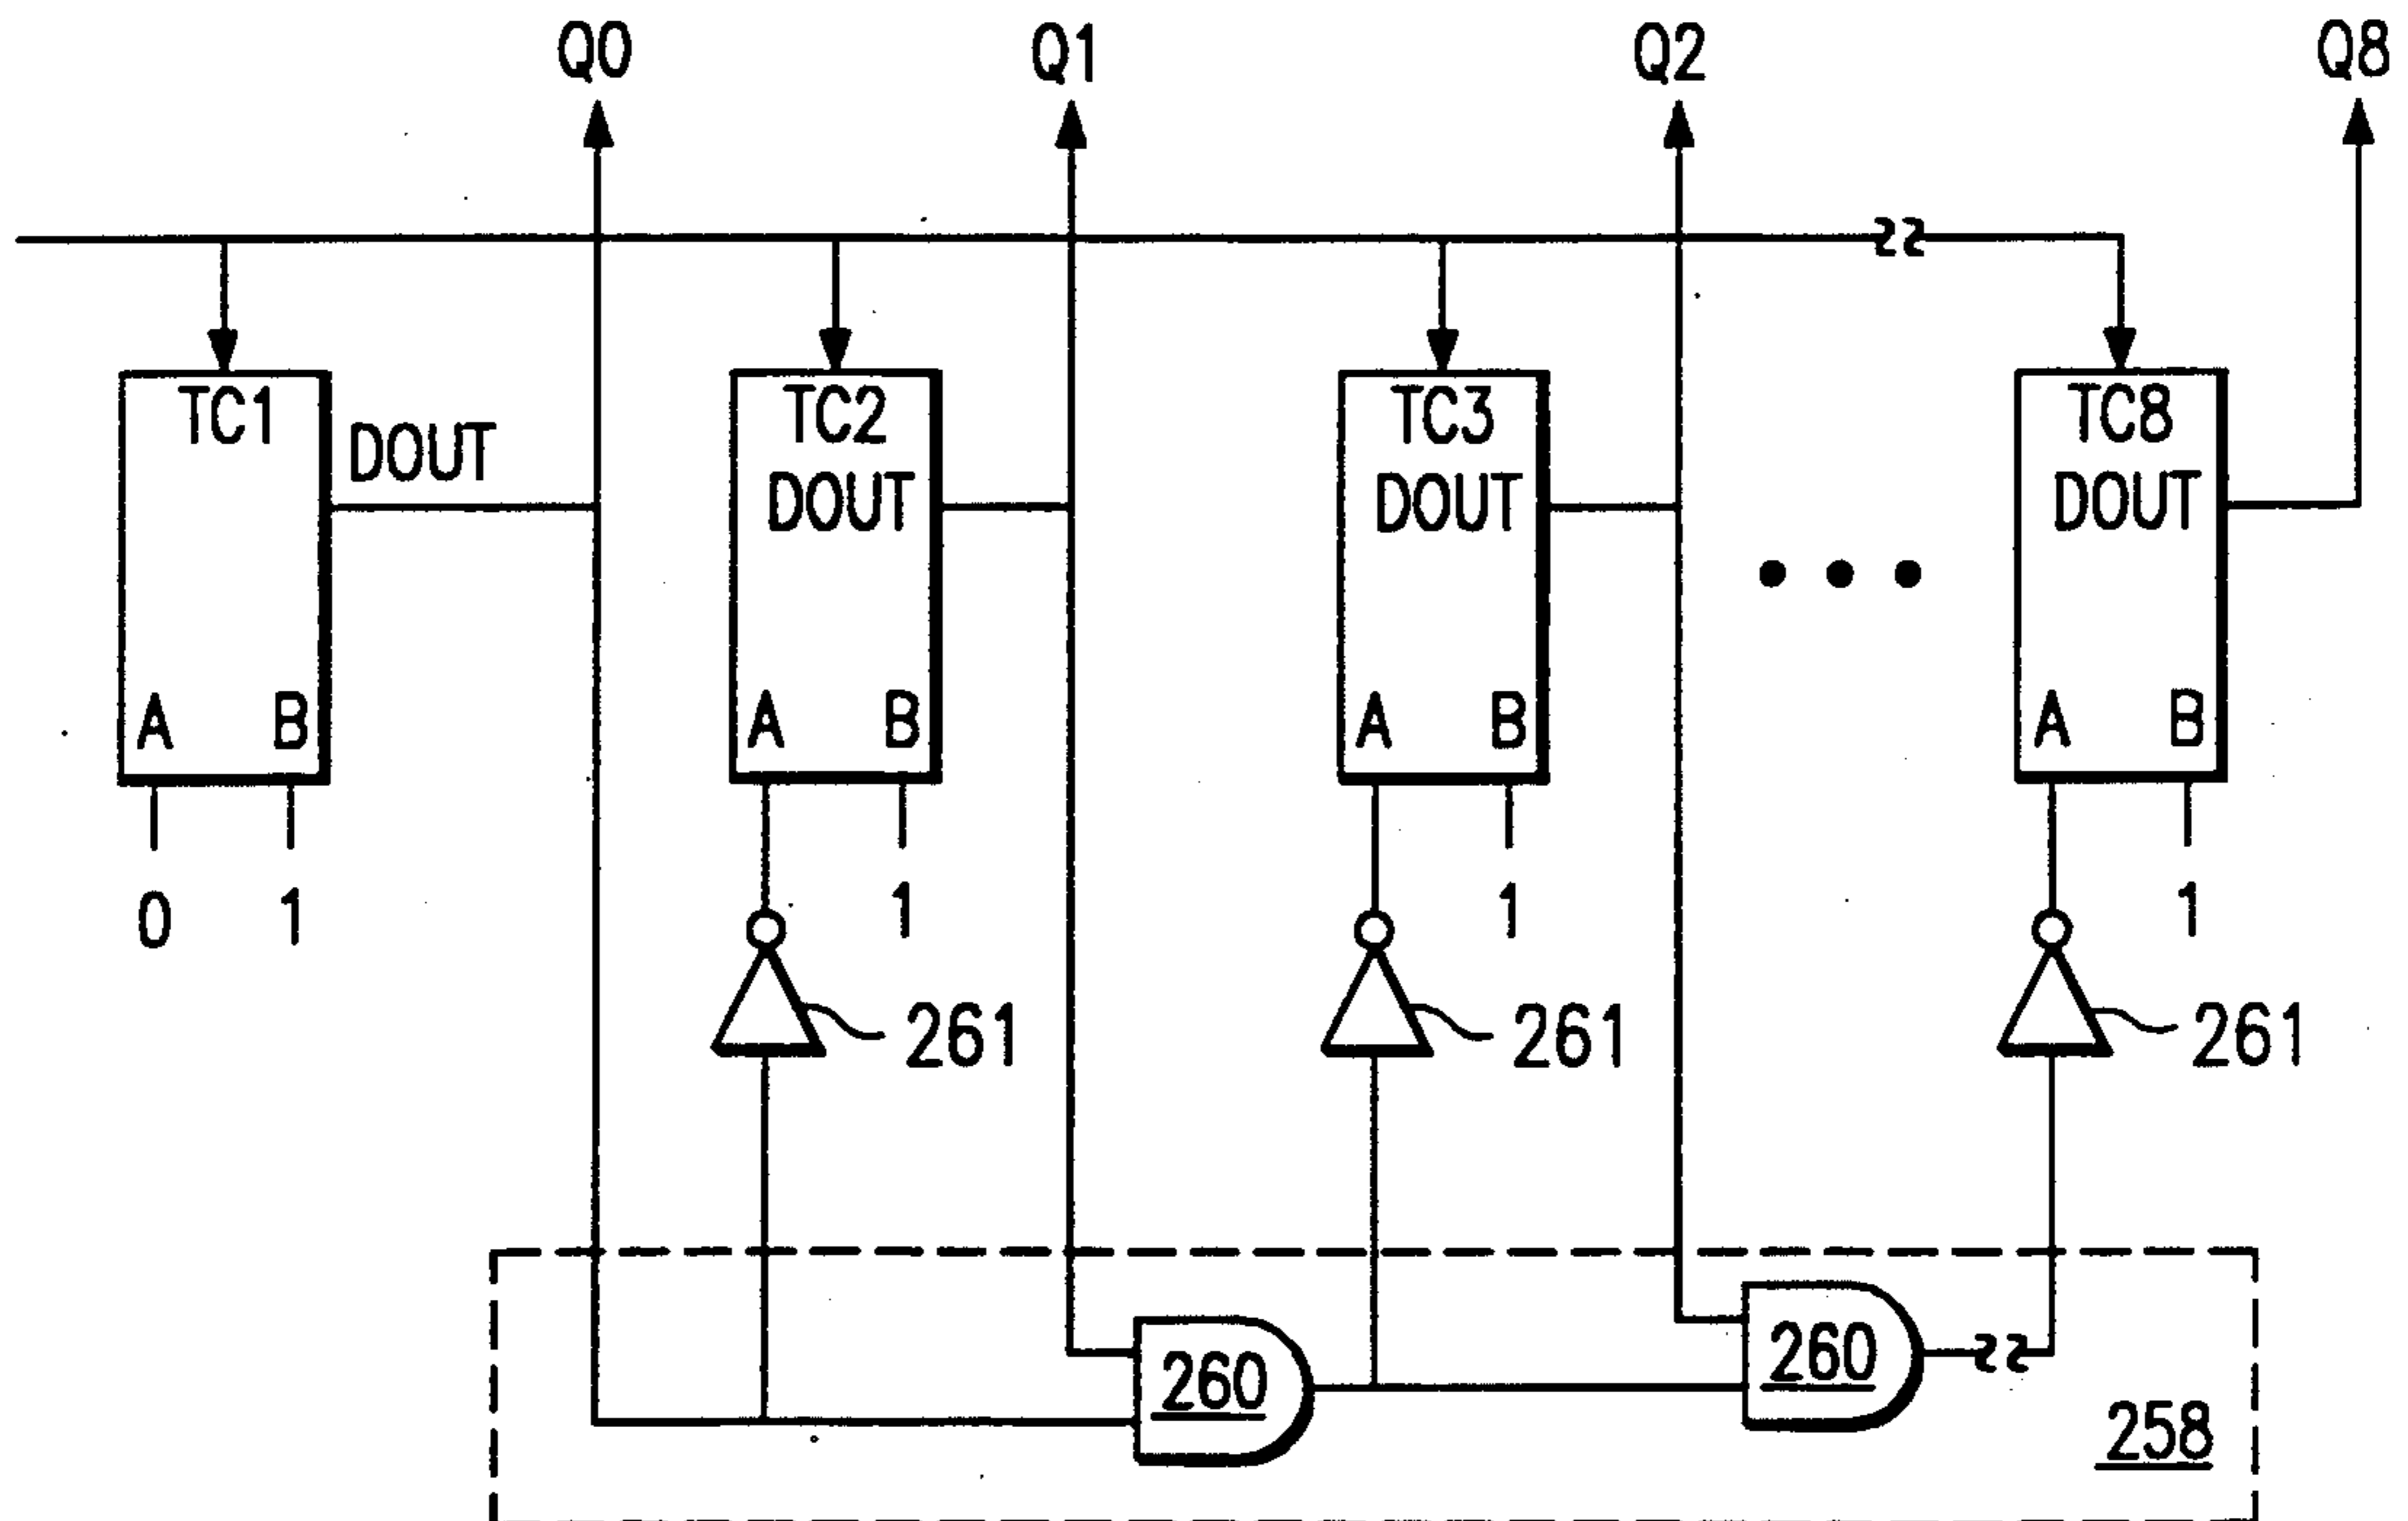 Q0 Q1 Q2 Q8
TC1 TC2 TC3 TC8
DOUT DOUT DOUT DOUT
A B A B A B A B
0 1 1 1 1
261 261 261
260 260
258